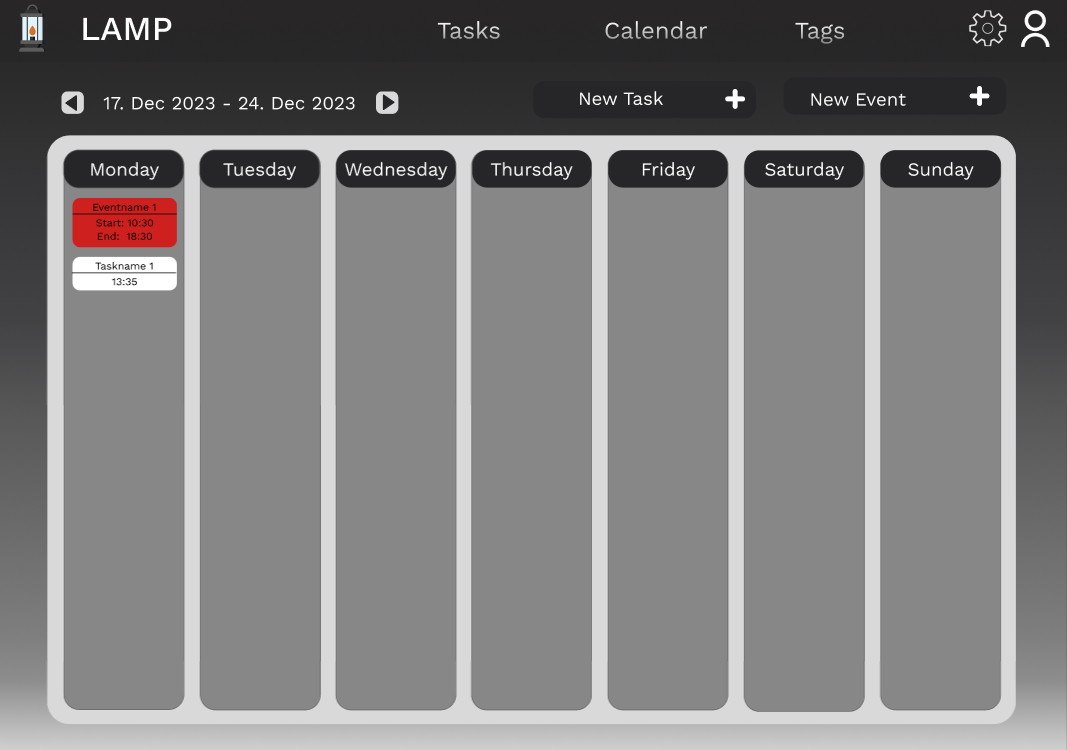 LAMP
Tasks
Calendar
Tags
17. Dec 2023 - 24. Dec 2023
New Task
New Event
Monday
Tuesday
Wednesday
Thursday
Friday
Saturday
Sunday
Eventname 1
Start: 10:30
End: 18:30
Taskname 1
13:35